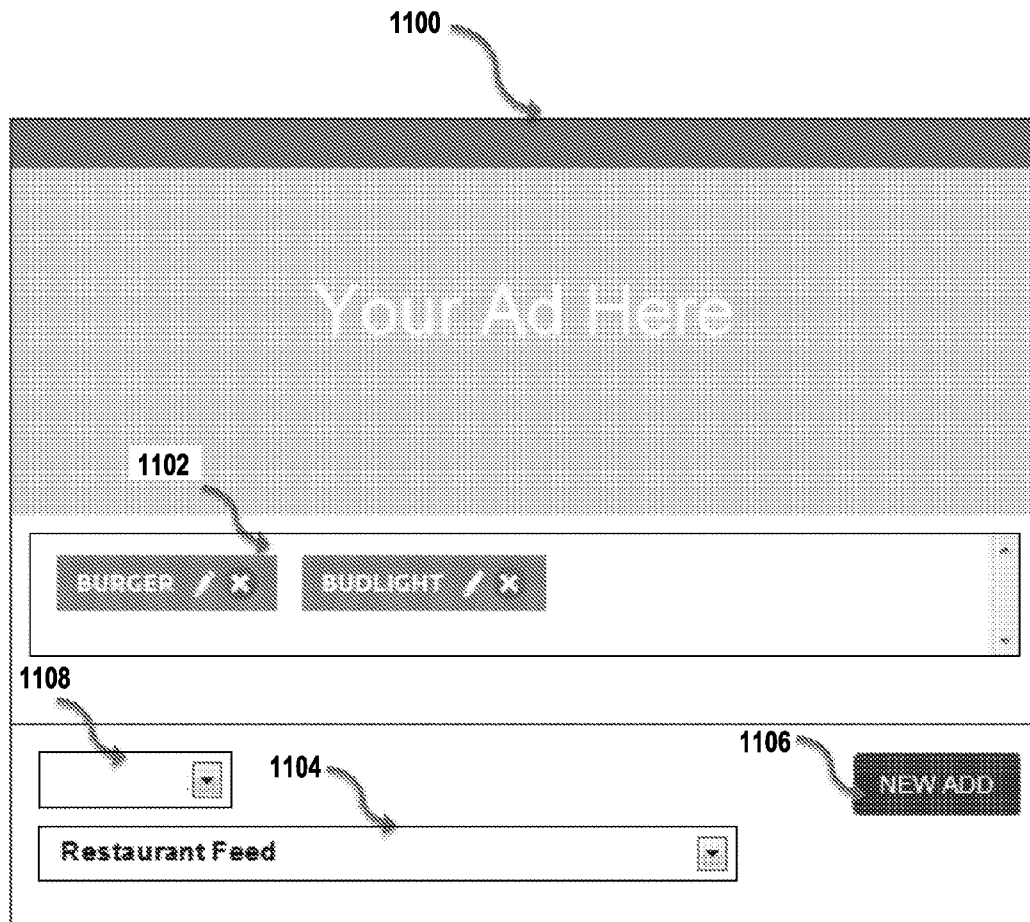 1100
Your Ad Here
1102
BURGER
BUDLIGHT
1108
1104
1106
NEW ADD
Restaurant Feed